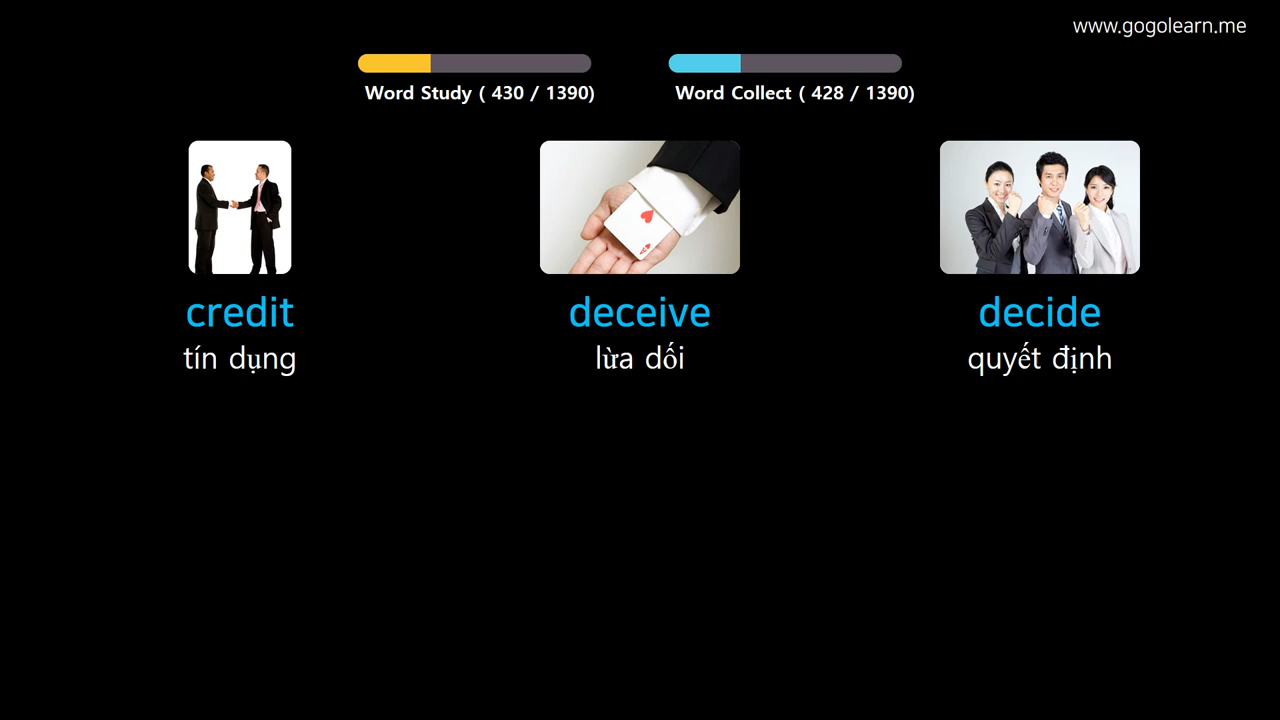 www.gogolearn.me
Word Study ( 430 / 1390)
Word Collect ( 428 / 1390)
credit
tín dụng
deceive
lừa dối
decide
quyết định